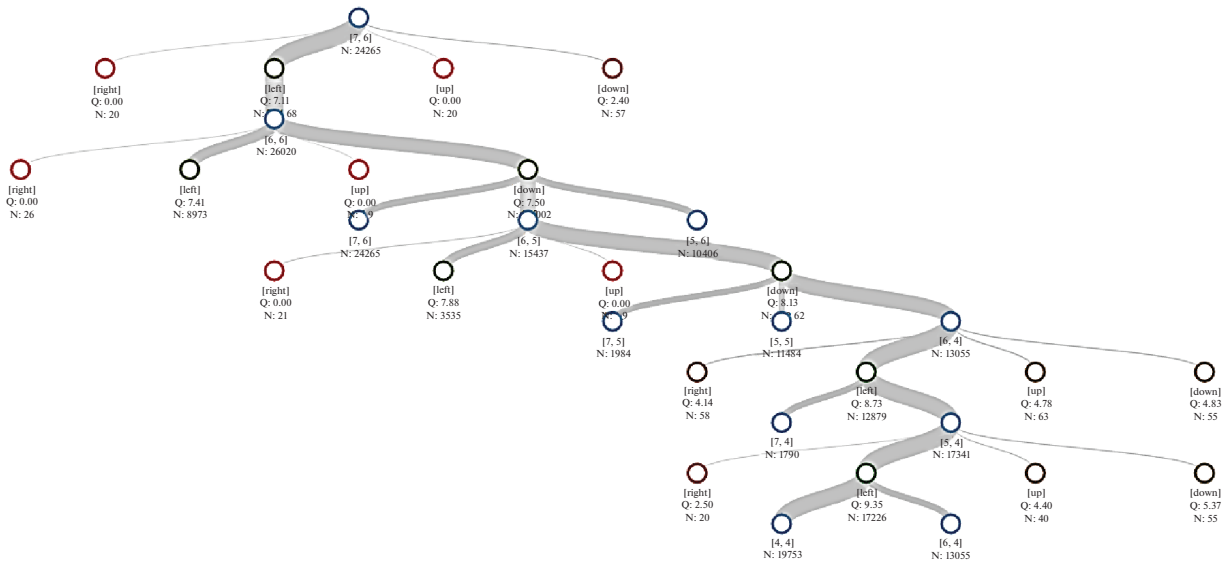 [7, 6]
N: 24265
[right]
Q: 0.00
N: 20
[left]
Q: 7.11
N: 68
[up]
Q: 0.00
N: 20
[down]
Q: 2.40
N: 57
[6, 6]
N: 26020
[right]
Q: 0.00
N: 26
[left]
Q: 7.41
N: 8973
[up]
Q: 0.00
N: 9
[down]
Q: 7.50
002
[7, 6]
N: 24265
[6, 5]
N: 15437
[5, 6]
N: 10406
[right]
Q: 0.00
N: 21
[left]
Q: 7.88
N: 3535
[up]
Q: 0.00
N: 9
[down]
Q: 8.13
N: 62
[7, 5]
N: 1984
[5, 5]
N: 11484
[6, 4]
N: 13055
[right]
Q: 4.14
N: 58
[left]
Q: 8.73
N: 12879
[up]
Q: 4.78
N: 63
[down]
Q: 4.83
N: 55
[7, 4]
N: 1790
[5, 4]
N: 17341
[right]
Q: 2.50
N: 20
[left]
Q: 9.35
N: 17226
[up]
Q: 4.40
N: 40
[down]
Q: 5.37
N: 55
[4, 4]
N: 19753
[6, 4]
N: 13055